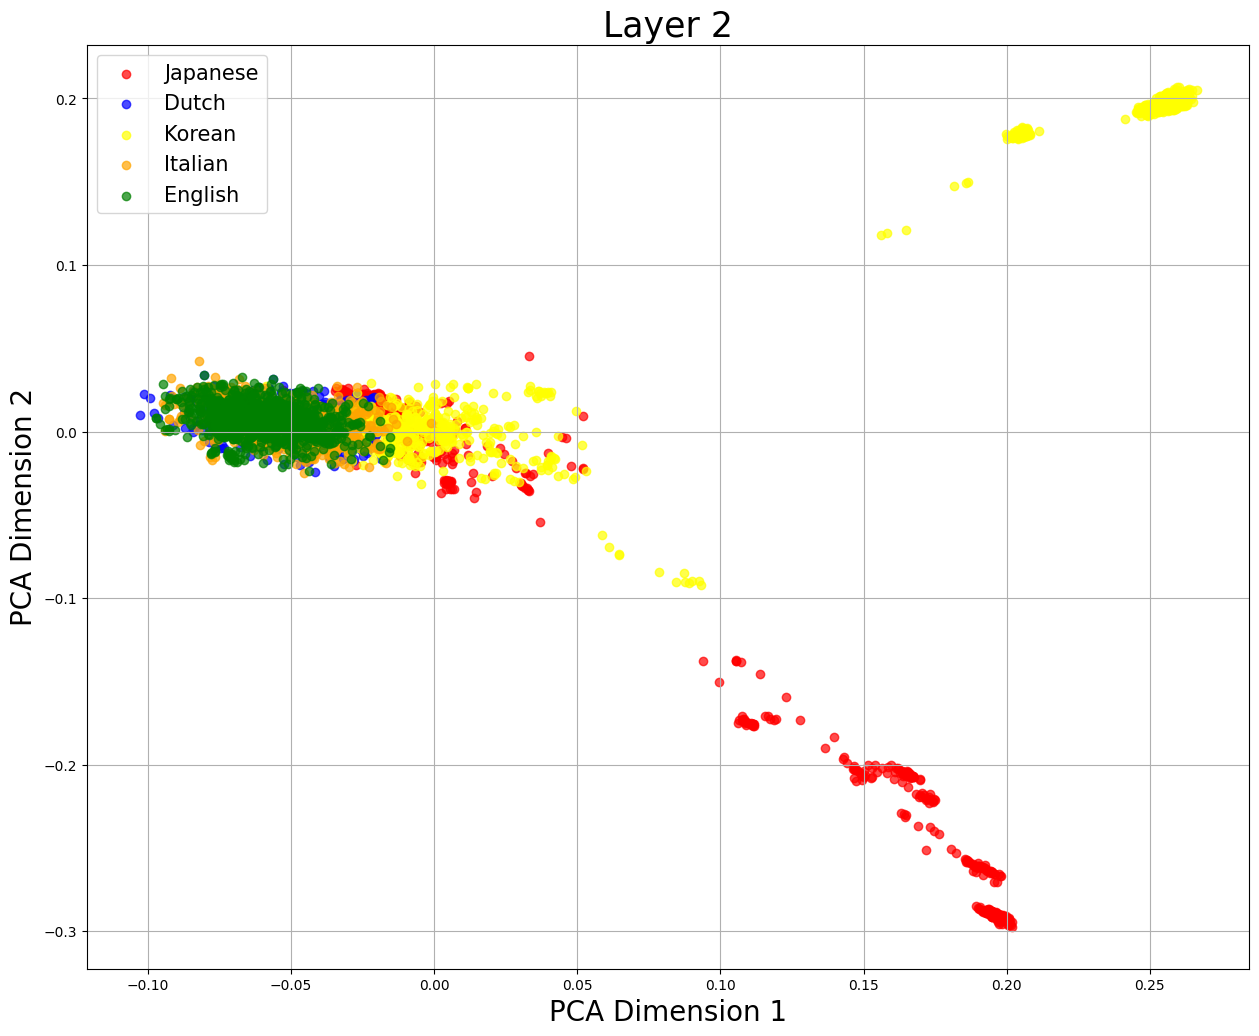 Layer 2
Japanese
Dutch
Korean
Italian
English
0.2
0.1
0.0
−0.1
−0.2
−0.3
PCA Dimension 2
−0.10
−0.05
0.00
0.05
0.10
0.15
0.20
0.25
PCA Dimension 1